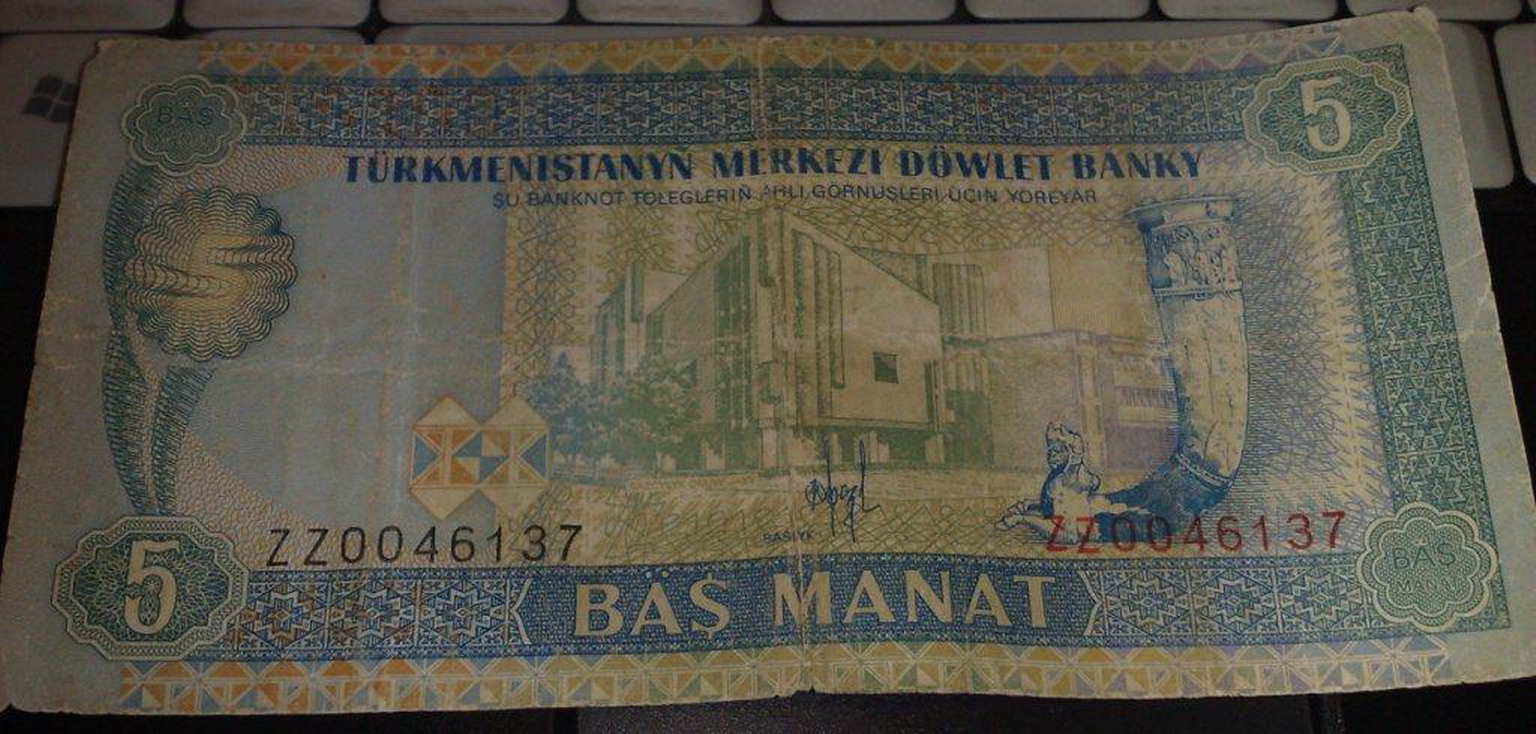 BÄŞ
5
TÜRKMENISTANYŇ MERKEZI DÖWLET BANKY
ŞU BANKNOT TÖLEGLERIŇ ÄHLI GÖRNÜŞLERI ÜÇIN ÝÖREÝÄR
ZZ0046137
BAŞLYK
ZZ0046137
5
BÄŞ MANAT
BÄŞ